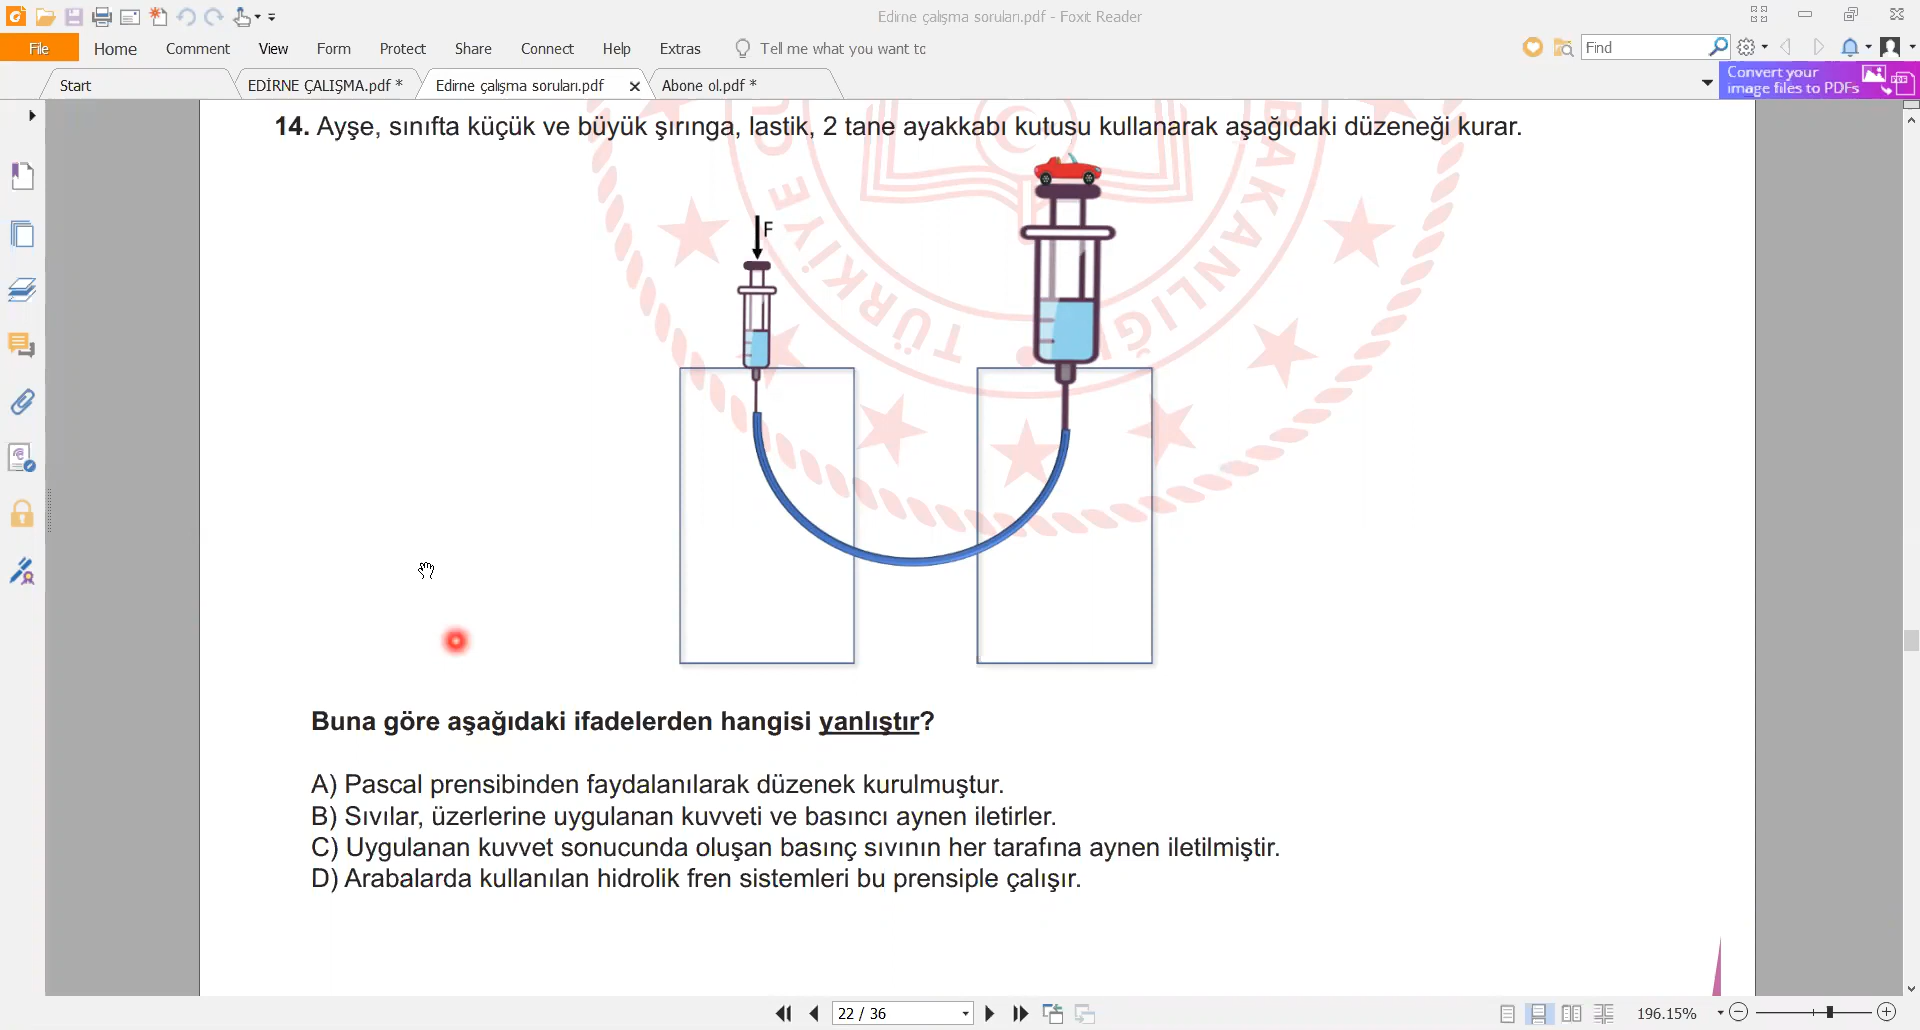 Edirne çalışma soruları.pdf - Foxit Reader
File Home Comment View Form Protect Share Connect Help Extras Tell me what you want to Find
Start EDİRNE ÇALIŞMA.pdf * Edirne çalışma soruları.pdf Abone ol.pdf *
Convert your
image files to PDFs
14. Ayşe, sınıfta küçük ve büyük şırınga, lastik, 2 tane ayakkabı kutusu kullanarak aşağıdaki düzeneği kurar.
F
TÜRKİYE
BAKANLIĞI
Buna göre aşağıdaki ifadelerden hangisi yanlıştır?
A) Pascal prensibinden faydalanılarak düzenek kurulmuştur.
B) Sıvılar, üzerlerine uygulanan kuvveti ve basıncı aynen iletirler.
C) Uygulanan kuvvet sonucunda oluşan basınç sıvının her tarafına aynen iletilmiştir.
D) Arabalarda kullanılan hidrolik fren sistemleri bu prensiple çalışır.
22 / 36
196.15%